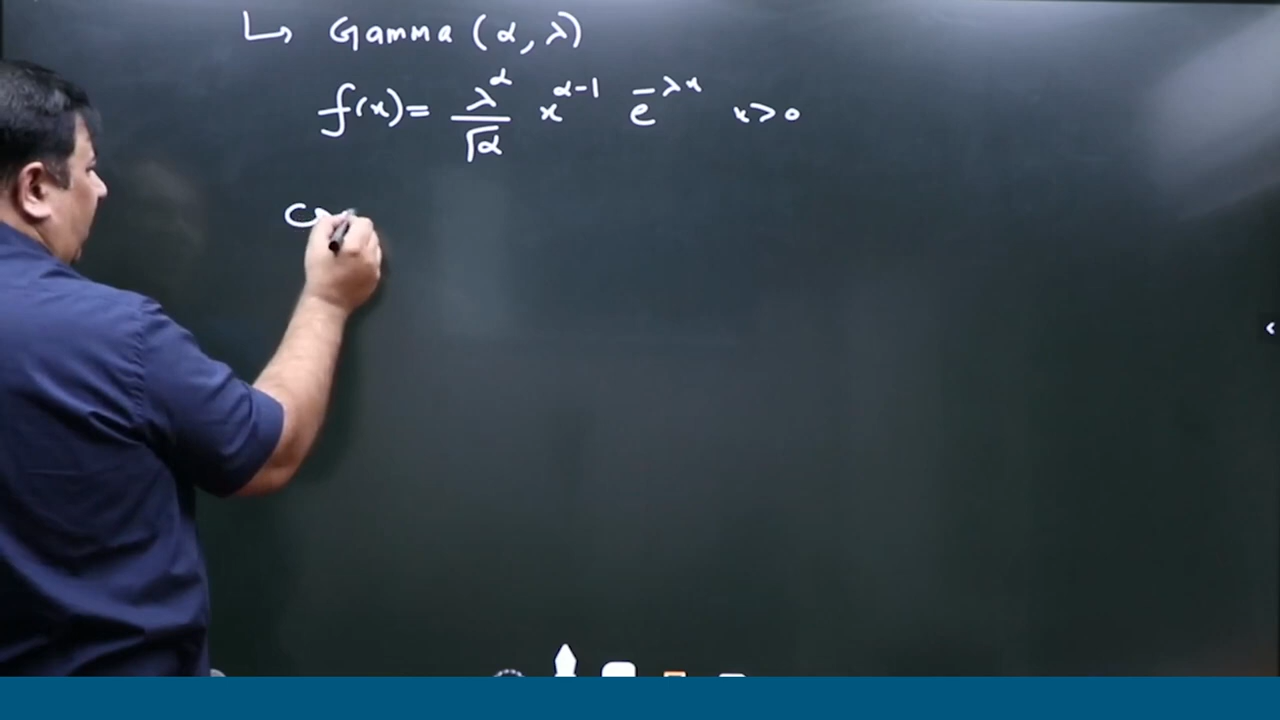 ↳ Gamma (α, λ)
f(x) = λ^α / Γα x^(α-1) e^(-λx) x > 0
C